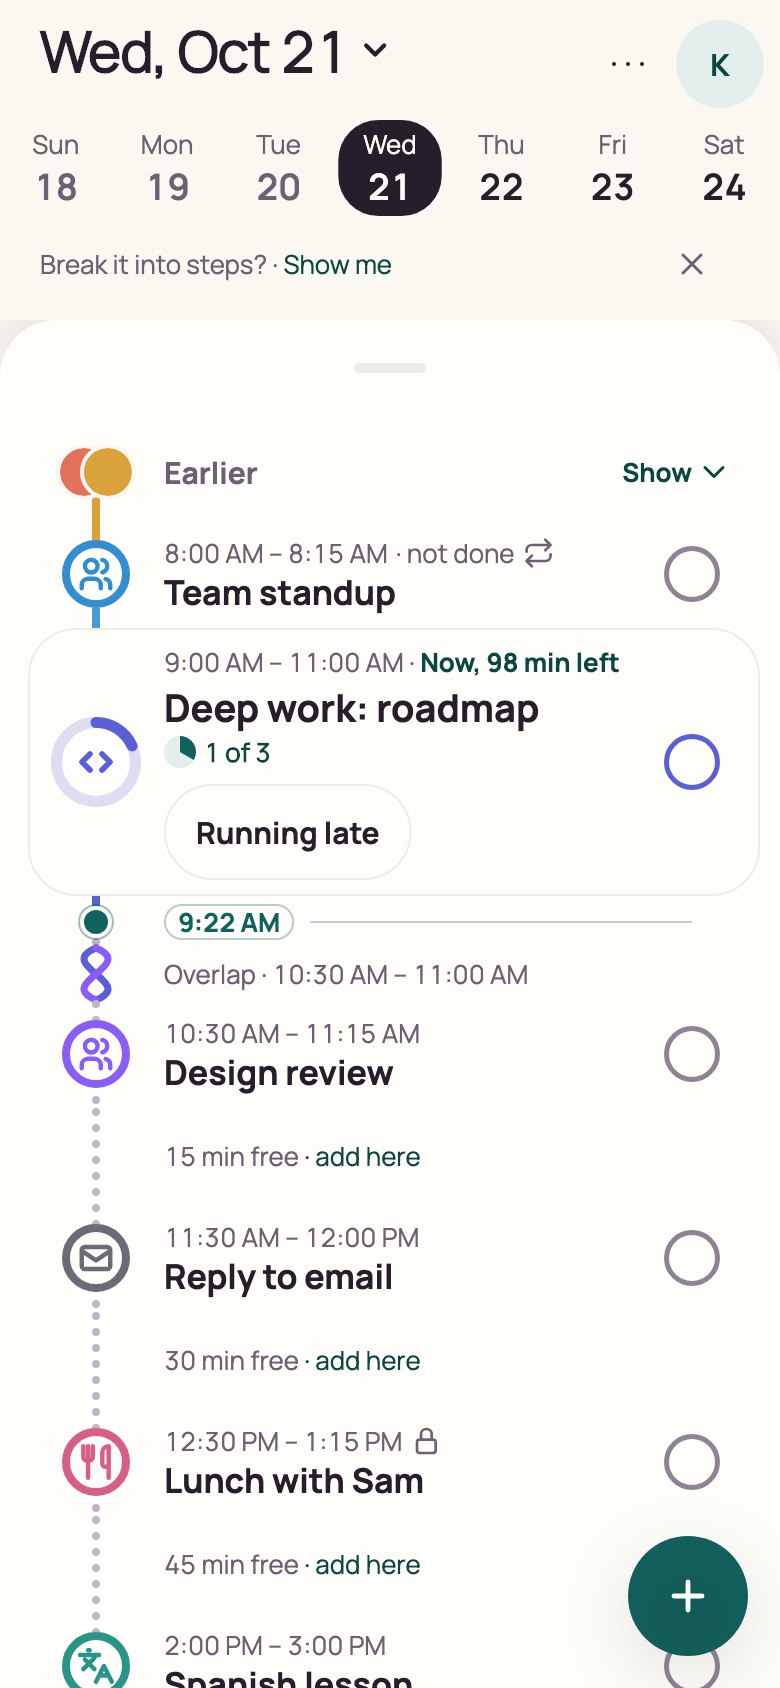 Wed, Oct 21
...
K
Sun Mon Tue Wed Thu Fri Sat
18 19 20 21 22 23 24
Break it into steps? · Show me
Earlier
Show
8:00 AM – 8:15 AM · not done
Team standup
9:00 AM – 11:00 AM · Now, 98 min left
Deep work: roadmap
1 of 3
Running late
9:22 AM
Overlap · 10:30 AM – 11:00 AM
10:30 AM – 11:15 AM
Design review
15 min free · add here
11:30 AM – 12:00 PM
Reply to email
30 min free · add here
12:30 PM – 1:15 PM
Lunch with Sam
45 min free · add here
2:00 PM – 3:00 PM
Spanish lesson